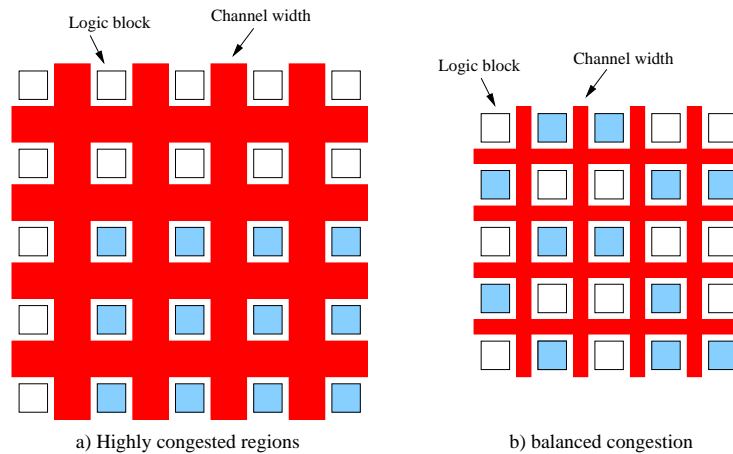 Logic block
Channel width
a) Highly congested regions
Logic block
Channel width
b) balanced congestion